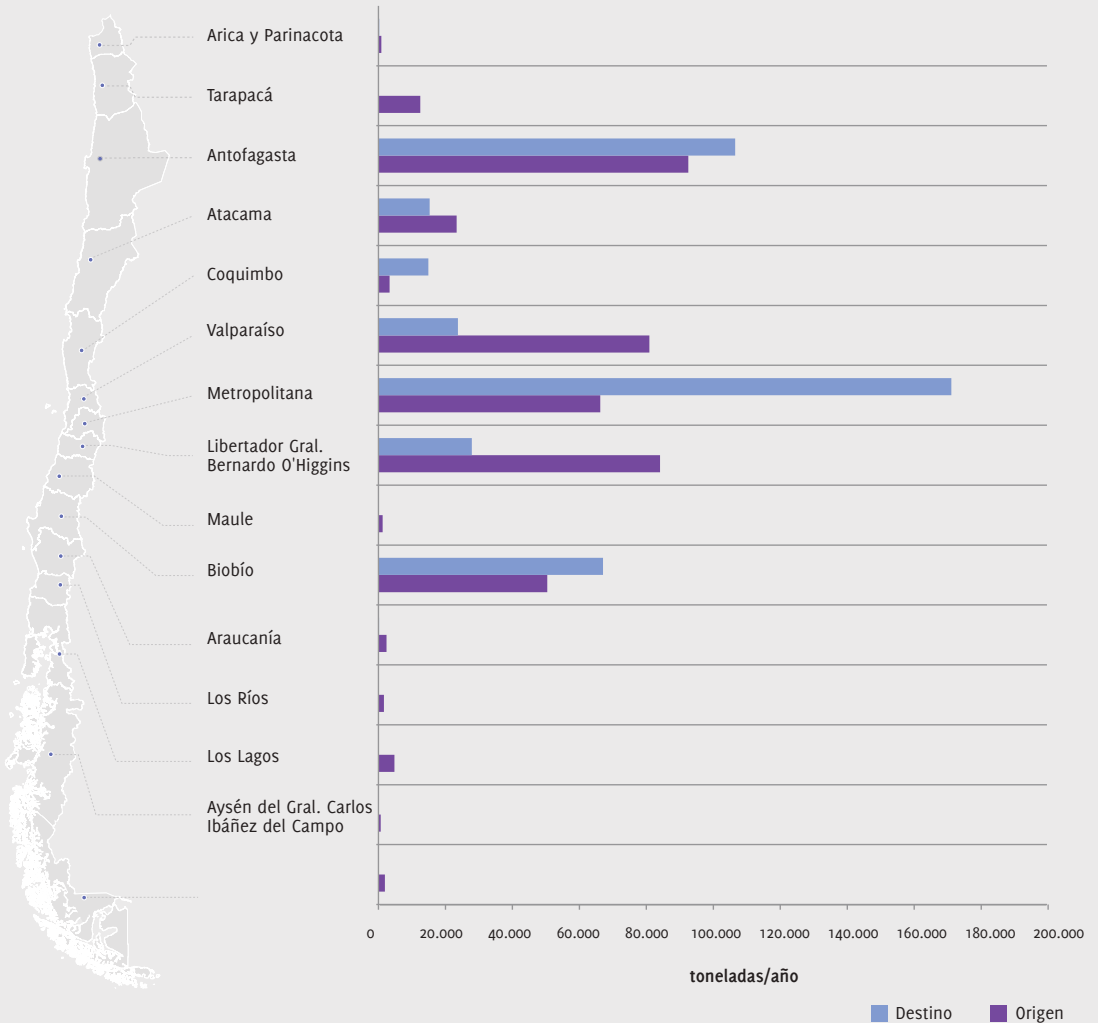 Arica y Parinacota
Tarapacá
Antofagasta
Atacama
Coquimbo
Valparaíso
Metropolitana
Libertador Gral.
Bernardo O'Higgins
Maule
Biobío
Araucanía
Los Ríos
Los Lagos
Aysén del Gral. Carlos
Ibáñez del Campo
0 20.000 40.000 60.000 80.000 100.000 120.000 140.000 160.000 180.000 200.000
toneladas/año
Destino Origen